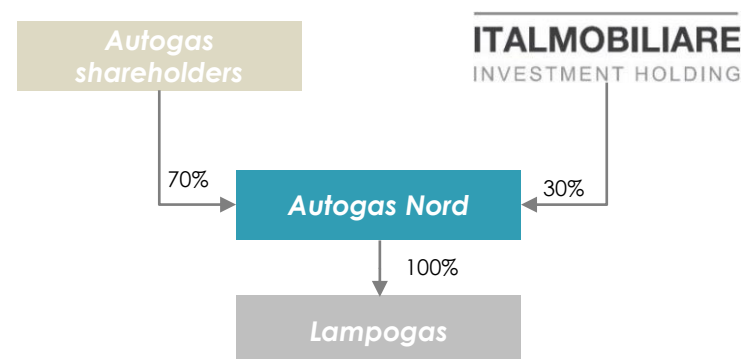 Autogas
shareholders
ITALMOBILIARE
INVESTMENT HOLDING
70%
30%
Autogas Nord
100%
Lampogas